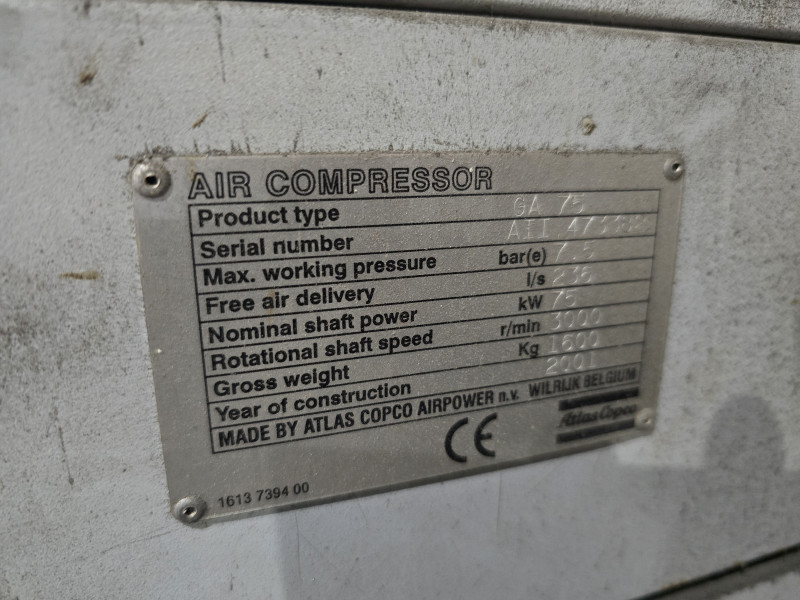 AIR COMPRESSOR
Product type GA 75
Serial number AII
Max. working pressure bar(e) 7.5
Free air delivery l/s
Nominal shaft power kW 75
Rotational shaft speed r/min 3000
Gross weight Kg 1600
Year of construction 2001
MADE BY ATLAS COPCO AIRPOWER n.v. WILRIJK BELGIUM
Atlas Copco
CE
1613 7394 00